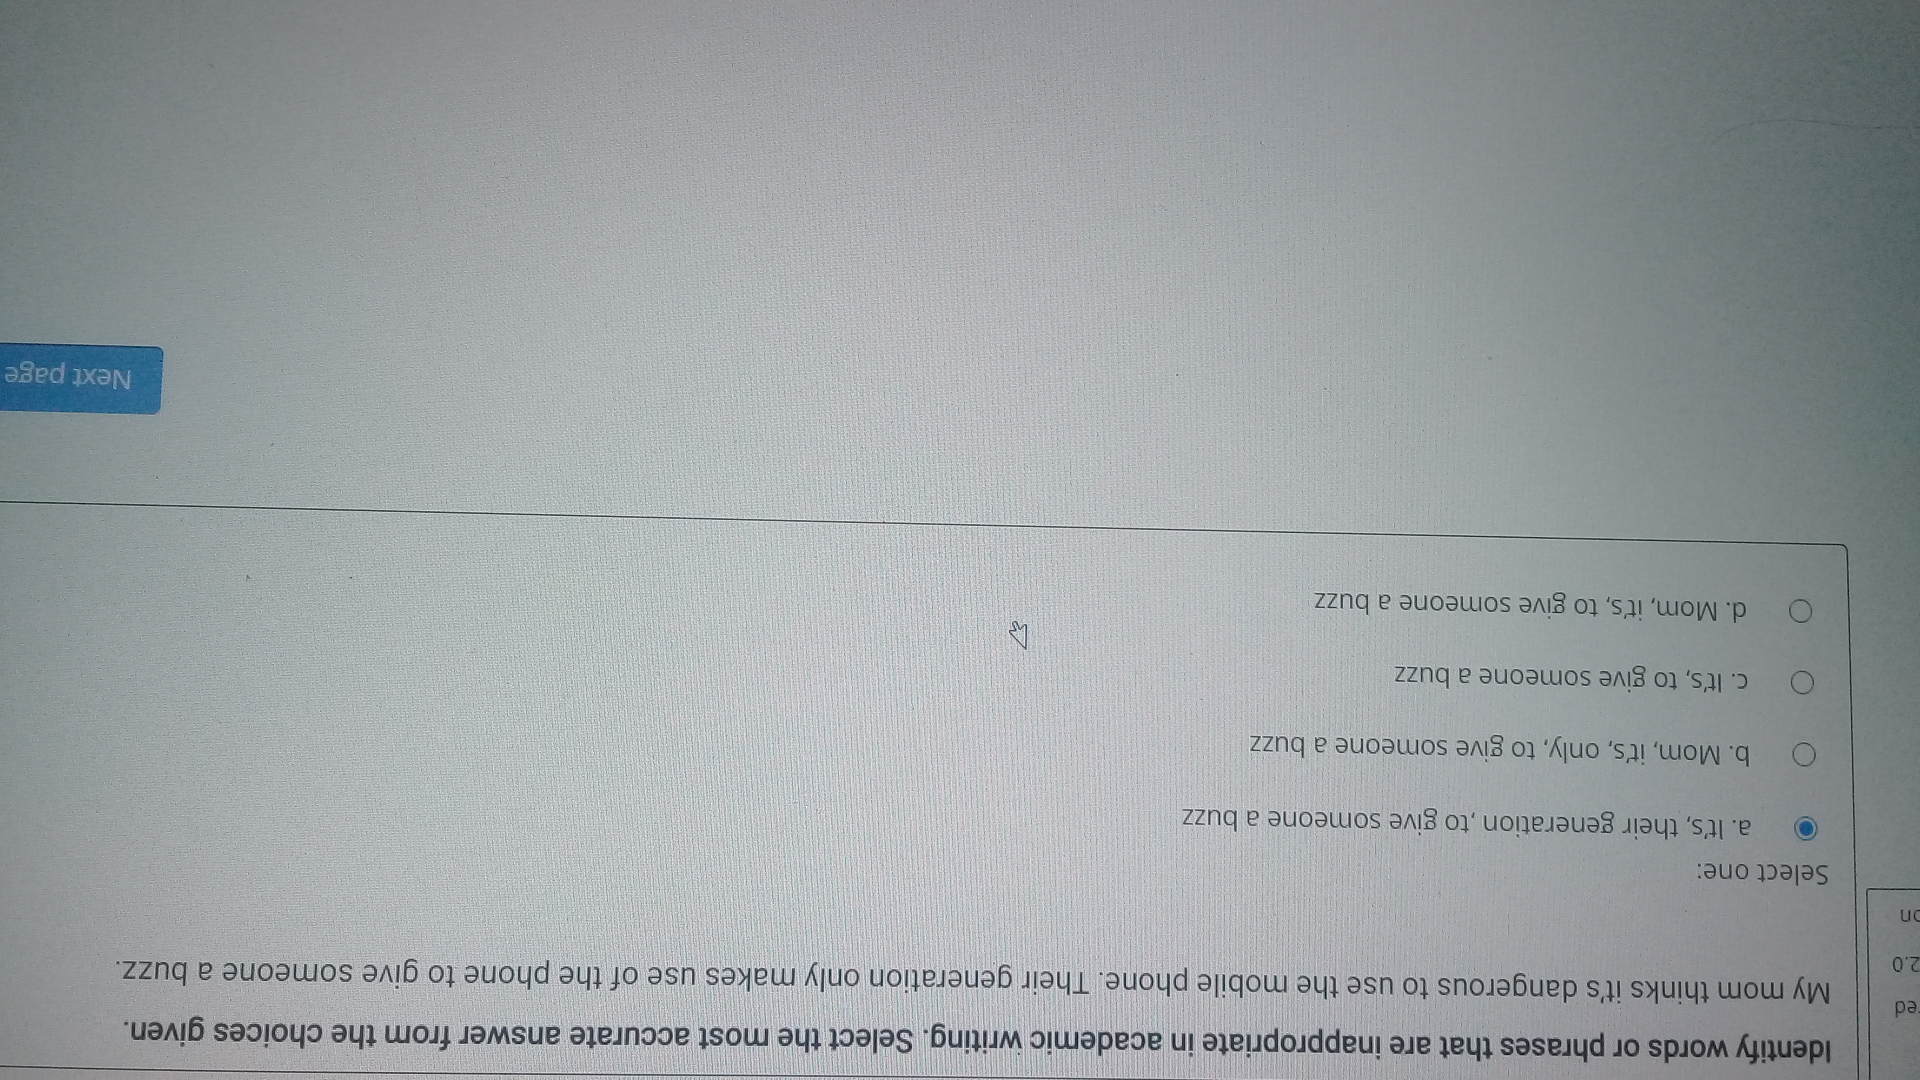 Identify words or phrases that are inappropriate in academic writing. Select the most accurate answer from the choices given.
My mom thinks it's dangerous to use the mobile phone. Their generation only makes use of the phone to give someone a buzz.
ed
2.0
on
Select one:
a. It's, their generation ,to give someone a buzz
b. Mom, it's, only, to give someone a buzz
c. It's, to give someone a buzz
d. Mom, it's, to give someone a buzz
Next page